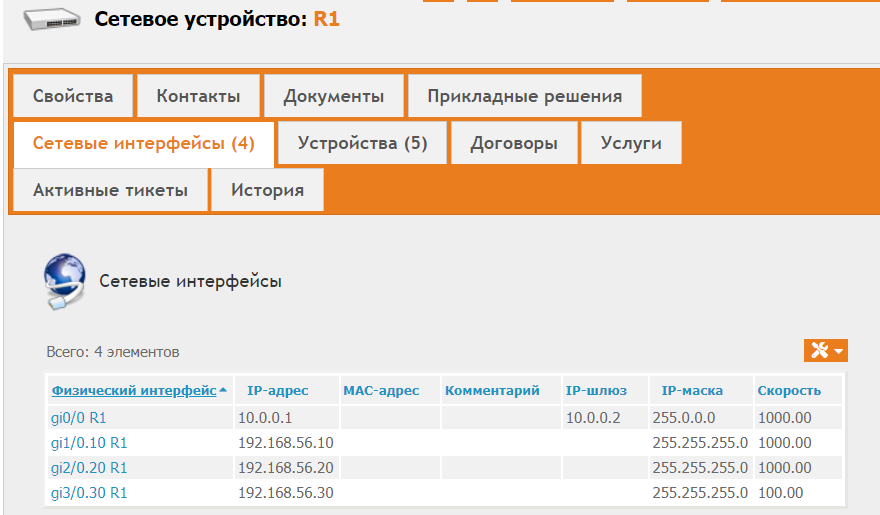 Сетевое устройство: R1
Свойства Контакты Документы Прикладные решения
Сетевые интерфейсы (4) Устройства (5) Договоры Услуги
Активные тикеты История
Сетевые интерфейсы
Всего: 4 элементов
Физический интерфейс IP-адрес MAC-адрес Комментарий IP-шлюз IP-маска Скорость
gi0/0 R1 10.0.0.1 10.0.0.2 255.0.0.0 1000.00
gi1/0.10 R1 192.168.56.10 255.255.255.0 1000.00
gi2/0.20 R1 192.168.56.20 255.255.255.0 1000.00
gi3/0.30 R1 192.168.56.30 255.255.255.0 100.00